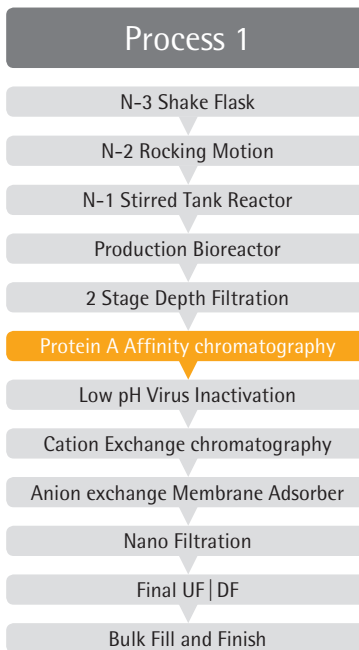 Process 1
N-3 Shake Flask
N-2 Rocking Motion
N-1 Stirred Tank Reactor
Production Bioreactor
2 Stage Depth Filtration
Protein A Affinity chromatography
Low pH Virus Inactivation
Cation Exchange chromatography
Anion exchange Membrane Adsorber
Nano Filtration
Final UF | DF
Bulk Fill and Finish